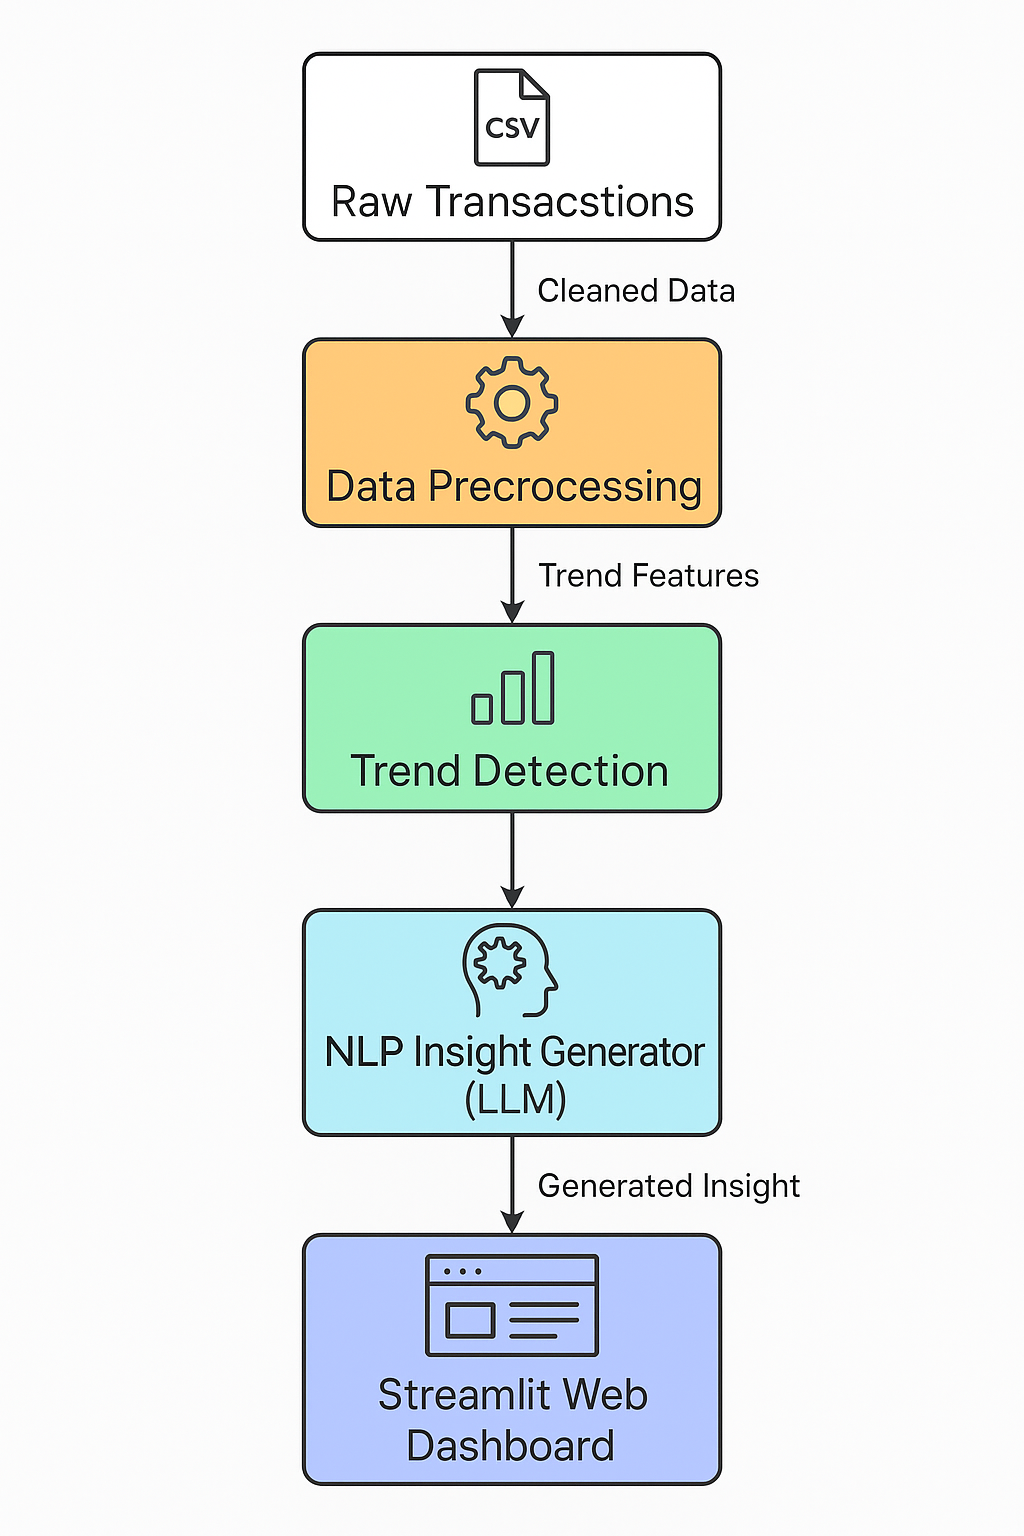 CSV
Raw Transacstions
Cleaned Data
Data Precrocessing
Trend Features
Trend Detection
NLP Insight Generator
(LLM)
Generated Insight
Streamlit Web
Dashboard